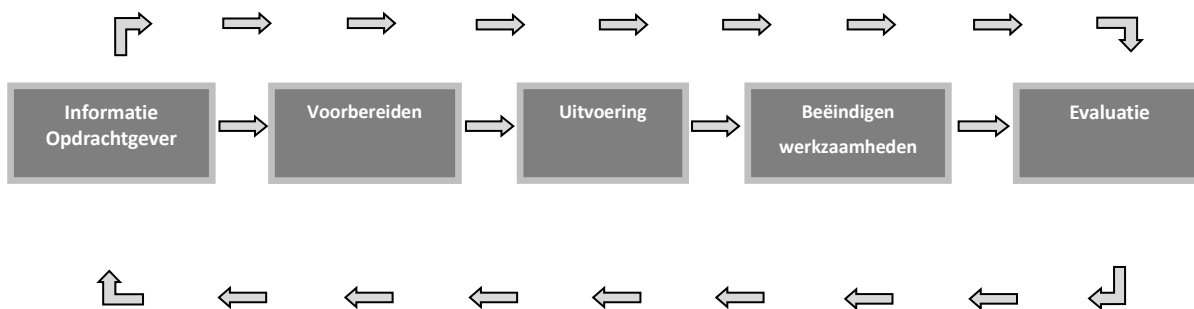 Informatie
Opdrachtgever
Voorbereiden
Uitvoering
Beëindigen
werkzaamheden
Evaluatie